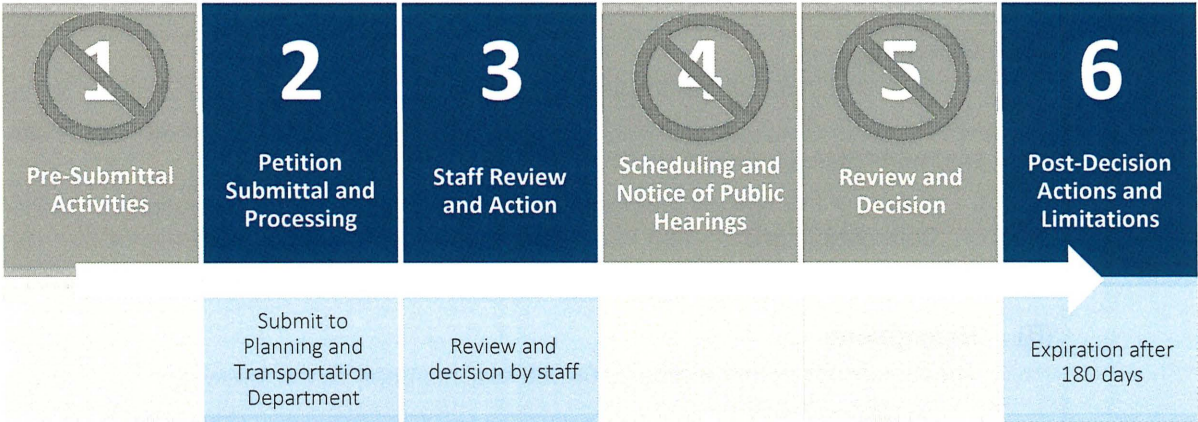 1
Pre-Submittal
Activities
2
Petition
Submittal and
Processing
3
Staff Review
and Action
4
Scheduling and
Notice of Public
Hearings
5
Review and
Decision
6
Post-Decision
Actions and
Limitations
Submit to
Planning and
Transportation
Department
Review and
decision by staff
Expiration after
180 days